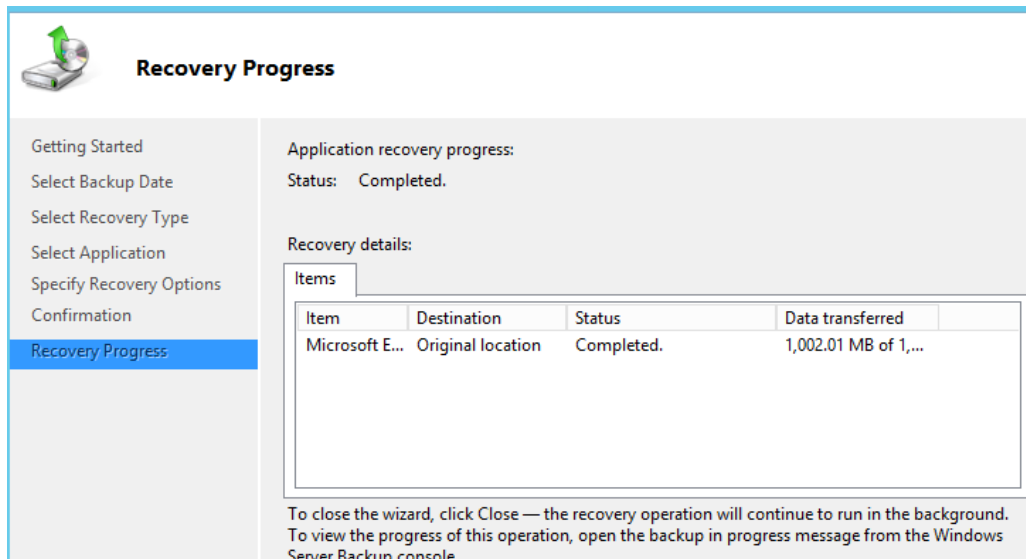 Recovery Progress
Getting Started
Select Backup Date
Select Recovery Type
Select Application
Specify Recovery Options
Confirmation
Recovery Progress
Application recovery progress:
Status: Completed.
Recovery details:
Items
Item Destination Status Data transferred
Microsoft E... Original location Completed. 1,002.01 MB of 1,...
To close the wizard, click Close — the recovery operation will continue to run in the background.
To view the progress of this operation, open the backup in progress message from the Windows
Server Backup console